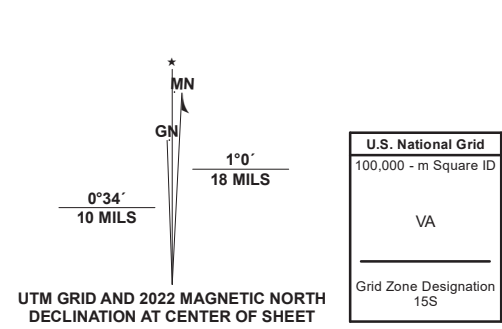 ★
MN
GN
1°0´
18 MILS
0°34´
10 MILS
UTM GRID AND 2022 MAGNETIC NORTH
DECLINATION AT CENTER OF SHEET
U.S. National Grid
100,000 - m Square ID
VA
Grid Zone Designation
15S